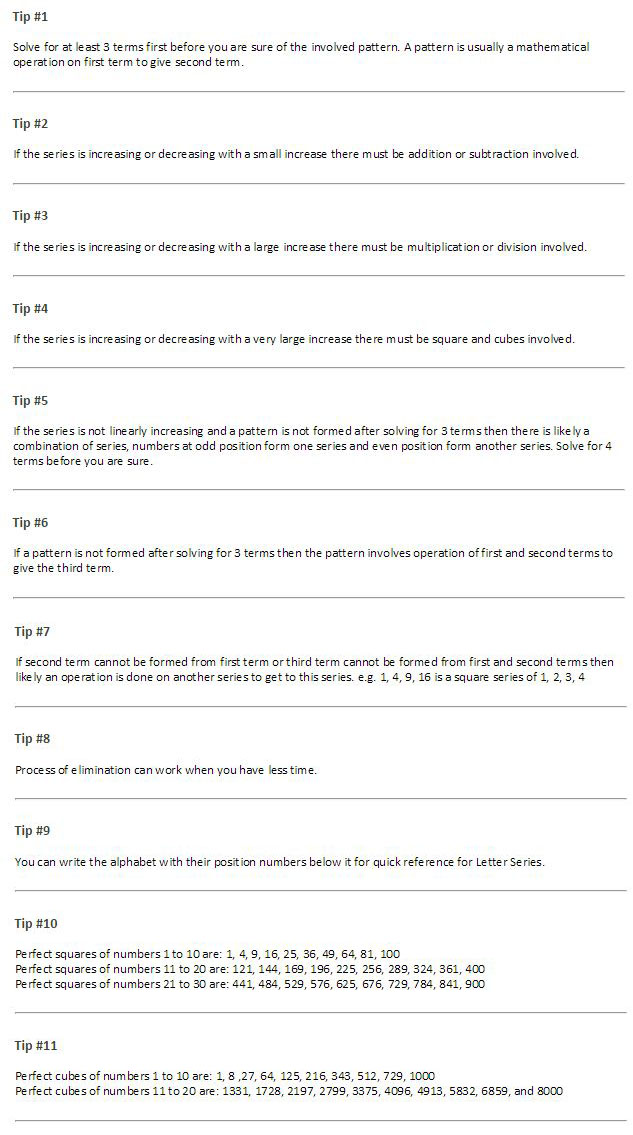 Tip #1
Solve for at least 3 terms first before you are sure of the involved pattern. A pattern is usually a mathematical
operation on first term to give second term.
Tip #2
If the series is increasing or decreasing with a small increase there must be addition or subtraction involved.
Tip #3
If the series is increasing or decreasing with a large increase there must be multiplication or division involved.
Tip #4
If the series is increasing or decreasing with a very large increase there must be square and cubes involved.
Tip #5
If the series is not linearly increasing and a pattern is not formed after solving for 3 terms then there is likely a
combination of series, numbers at odd position form one series and even position form another series. Solve for 4
terms before you are sure.
Tip #6
If a pattern is not formed after solving for 3 terms then the pattern involves operation of first and second terms to
give the third term.
Tip #7
If second term cannot be formed from first term or third term cannot be formed from first and second terms then
likely an operation is done on another series to get to this series. e.g. 1, 4, 9, 16 is a square series of 1, 2, 3, 4
Tip #8
Process of elimination can work when you have less time.
Tip #9
You can write the alphabet with their position numbers below it for quick reference for Letter Series.
Tip #10
Perfect squares of numbers 1 to 10 are: 1, 4, 9, 16, 25, 36, 49, 64, 81, 100
Perfect squares of numbers 11 to 20 are: 121, 144, 169, 196, 225, 256, 289, 324, 361, 400
Perfect squares of numbers 21 to 30 are: 441, 484, 529, 576, 625, 676, 729, 784, 841, 900
Tip #11
Perfect cubes of numbers 1 to 10 are: 1, 8 ,27, 64, 125, 216, 343, 512, 729, 1000
Perfect cubes of numbers 11 to 20 are: 1331, 1728, 2197, 2799, 3375, 4096, 4913, 5832, 6859, and 8000